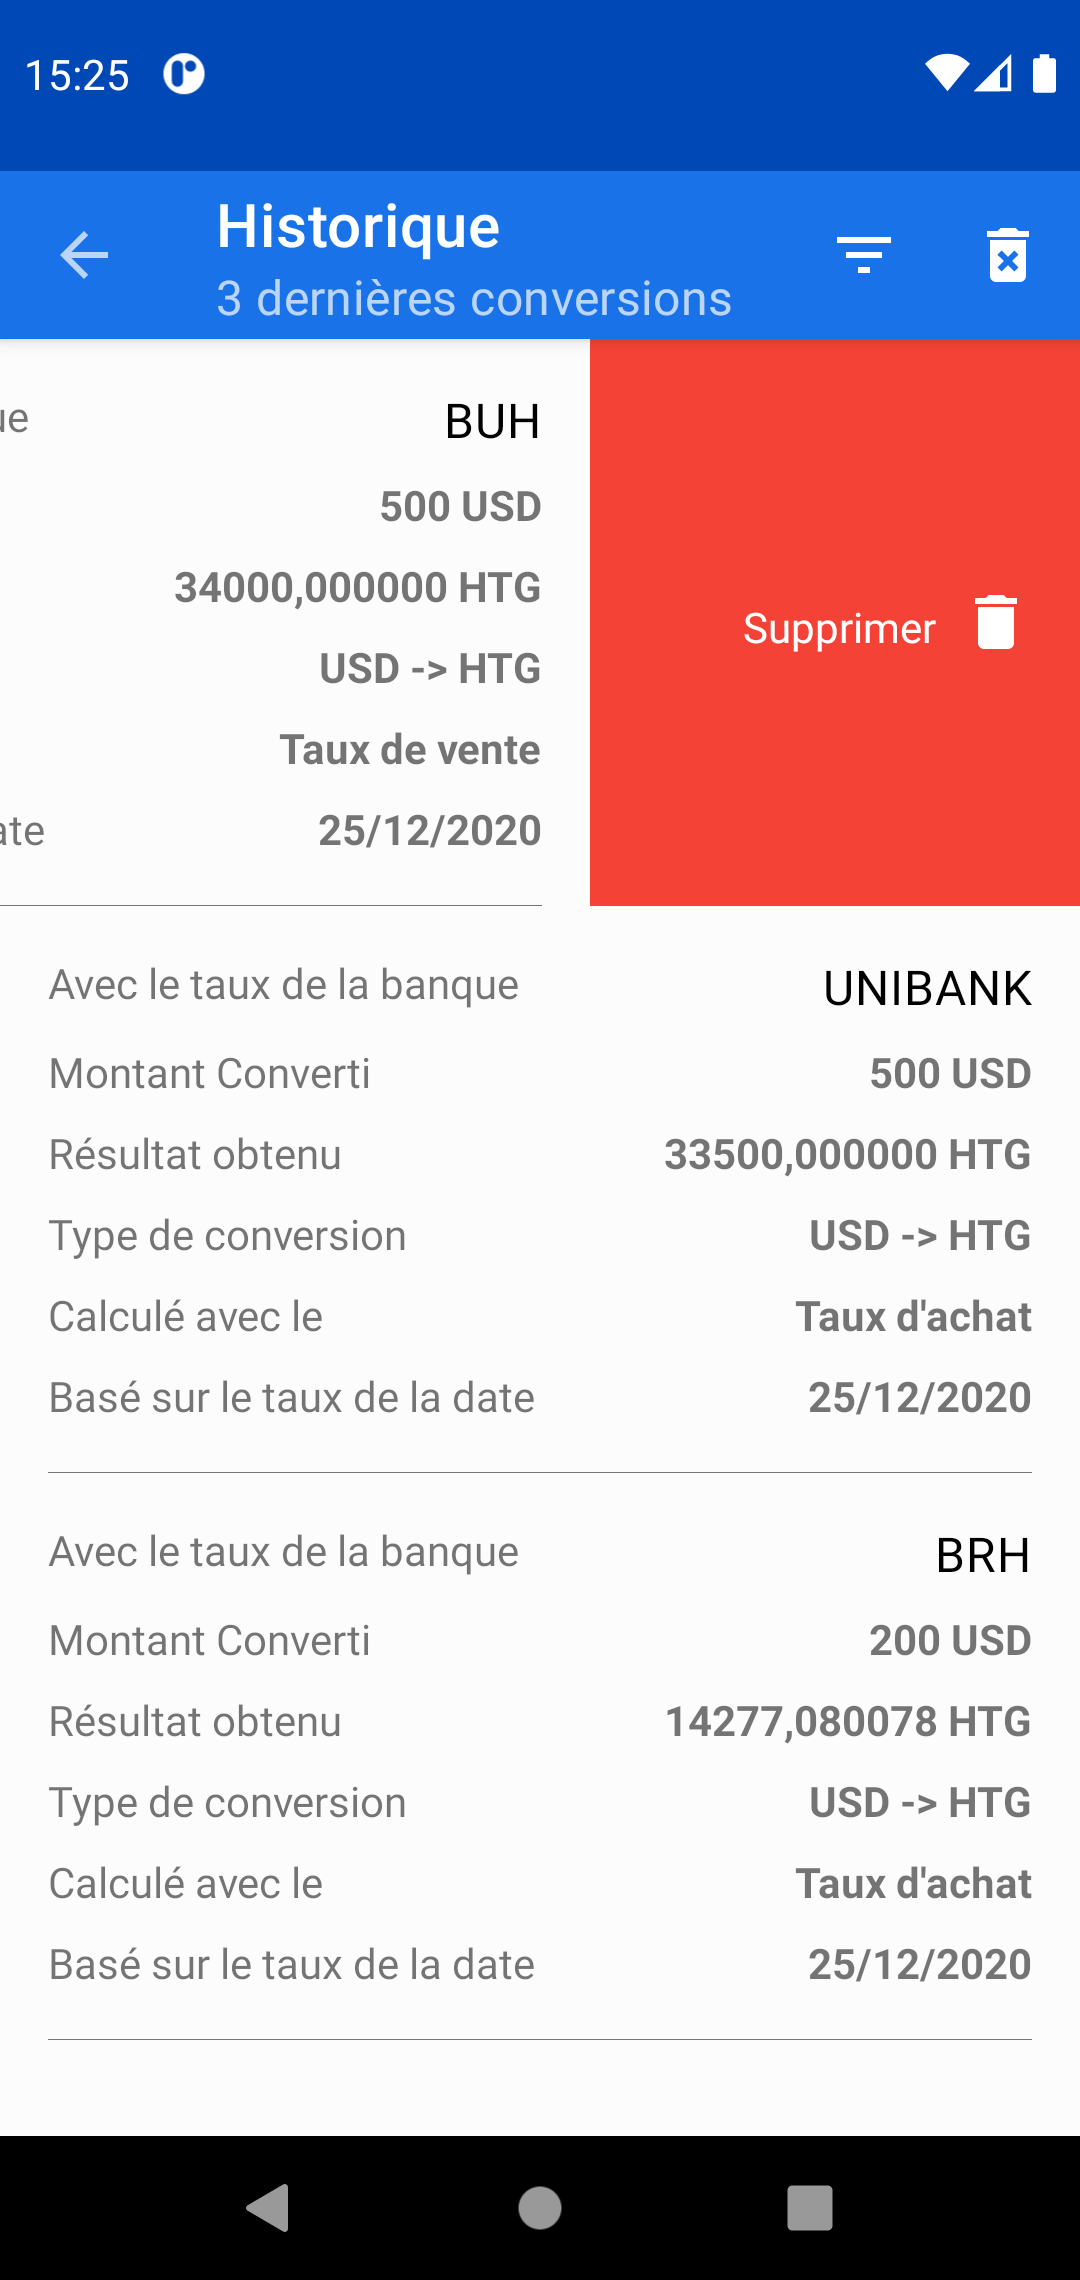 15:25
Historique
3 dernières conversions
ue BUH
500 USD
34000,000000 HTG
USD -> HTG
Taux de vente
ate 25/12/2020
Supprimer
Avec le taux de la banque UNIBANK
Montant Converti 500 USD
Résultat obtenu 33500,000000 HTG
Type de conversion USD -> HTG
Calculé avec le Taux d'achat
Basé sur le taux de la date 25/12/2020
Avec le taux de la banque BRH
Montant Converti 200 USD
Résultat obtenu 14277,080078 HTG
Type de conversion USD -> HTG
Calculé avec le Taux d'achat
Basé sur le taux de la date 25/12/2020